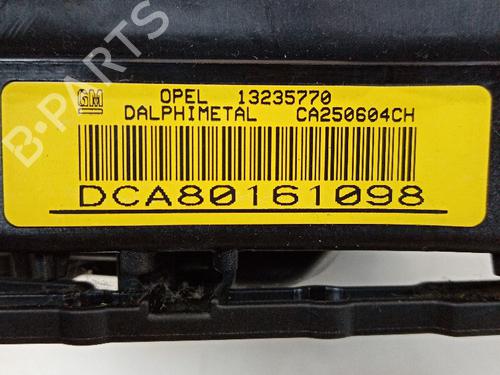 GM OPEL 13235770
DALPHIMETAL CA250604CH
DCA80161098
B-PARTS